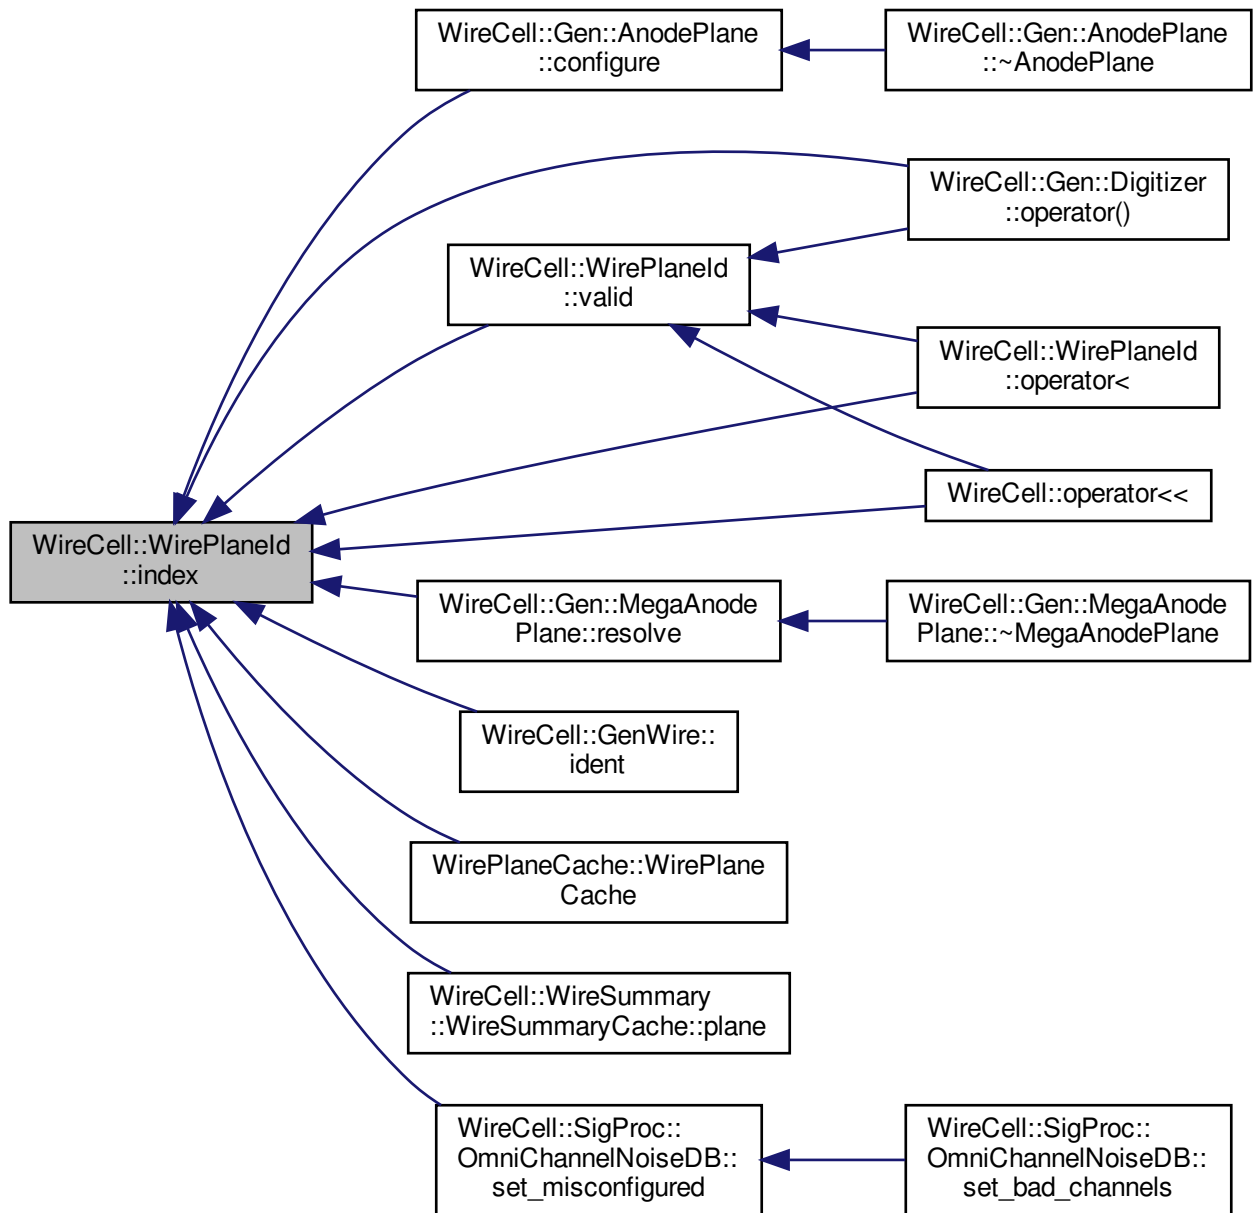 WireCell::Gen::AnodePlane
::configure
WireCell::Gen::AnodePlane
::~AnodePlane
WireCell::Gen::Digitizer
::operator()
WireCell::WirePlaneId
::valid
WireCell::WirePlaneId
::operator<
WireCell::operator<<
WireCell::WirePlaneId
::index
WireCell::Gen::MegaAnode
Plane::resolve
WireCell::Gen::MegaAnode
Plane::~MegaAnodePlane
WireCell::GenWire::
ident
WirePlaneCache::WirePlane
Cache
WireCell::WireSummary
::WireSummaryCache::plane
WireCell::SigProc::
OmniChannelNoiseDB::
set_misconfigured
WireCell::SigProc::
OmniChannelNoiseDB::
set_bad_channels